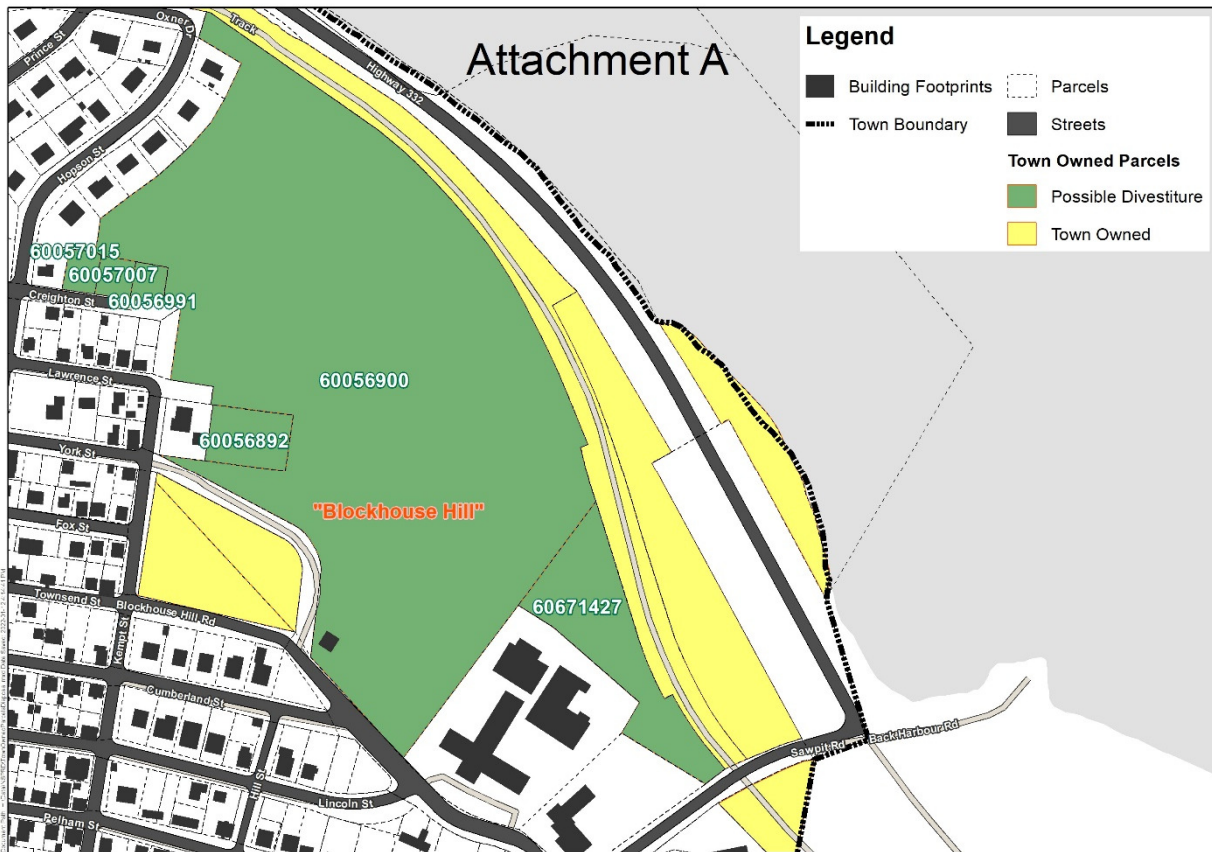 Attachment A
Legend
Building Footprints
Parcels
Town Boundary
Streets
Town Owned Parcels
Possible Divestiture
Town Owned
Oxner Dr
Track
Prince St
Highway 332
Hopson St
60057015
60057007
60056991
Creighton St
Lawrence St
60056900
60056892
York St
"Blockhouse Hill"
Fox St
Townsend St
Blockhouse Hill Rd
Kempt St
60671427
Cumberland St
Hill St
Lincoln St
Pelham St
Sawpit Rd
Back Harbour Rd